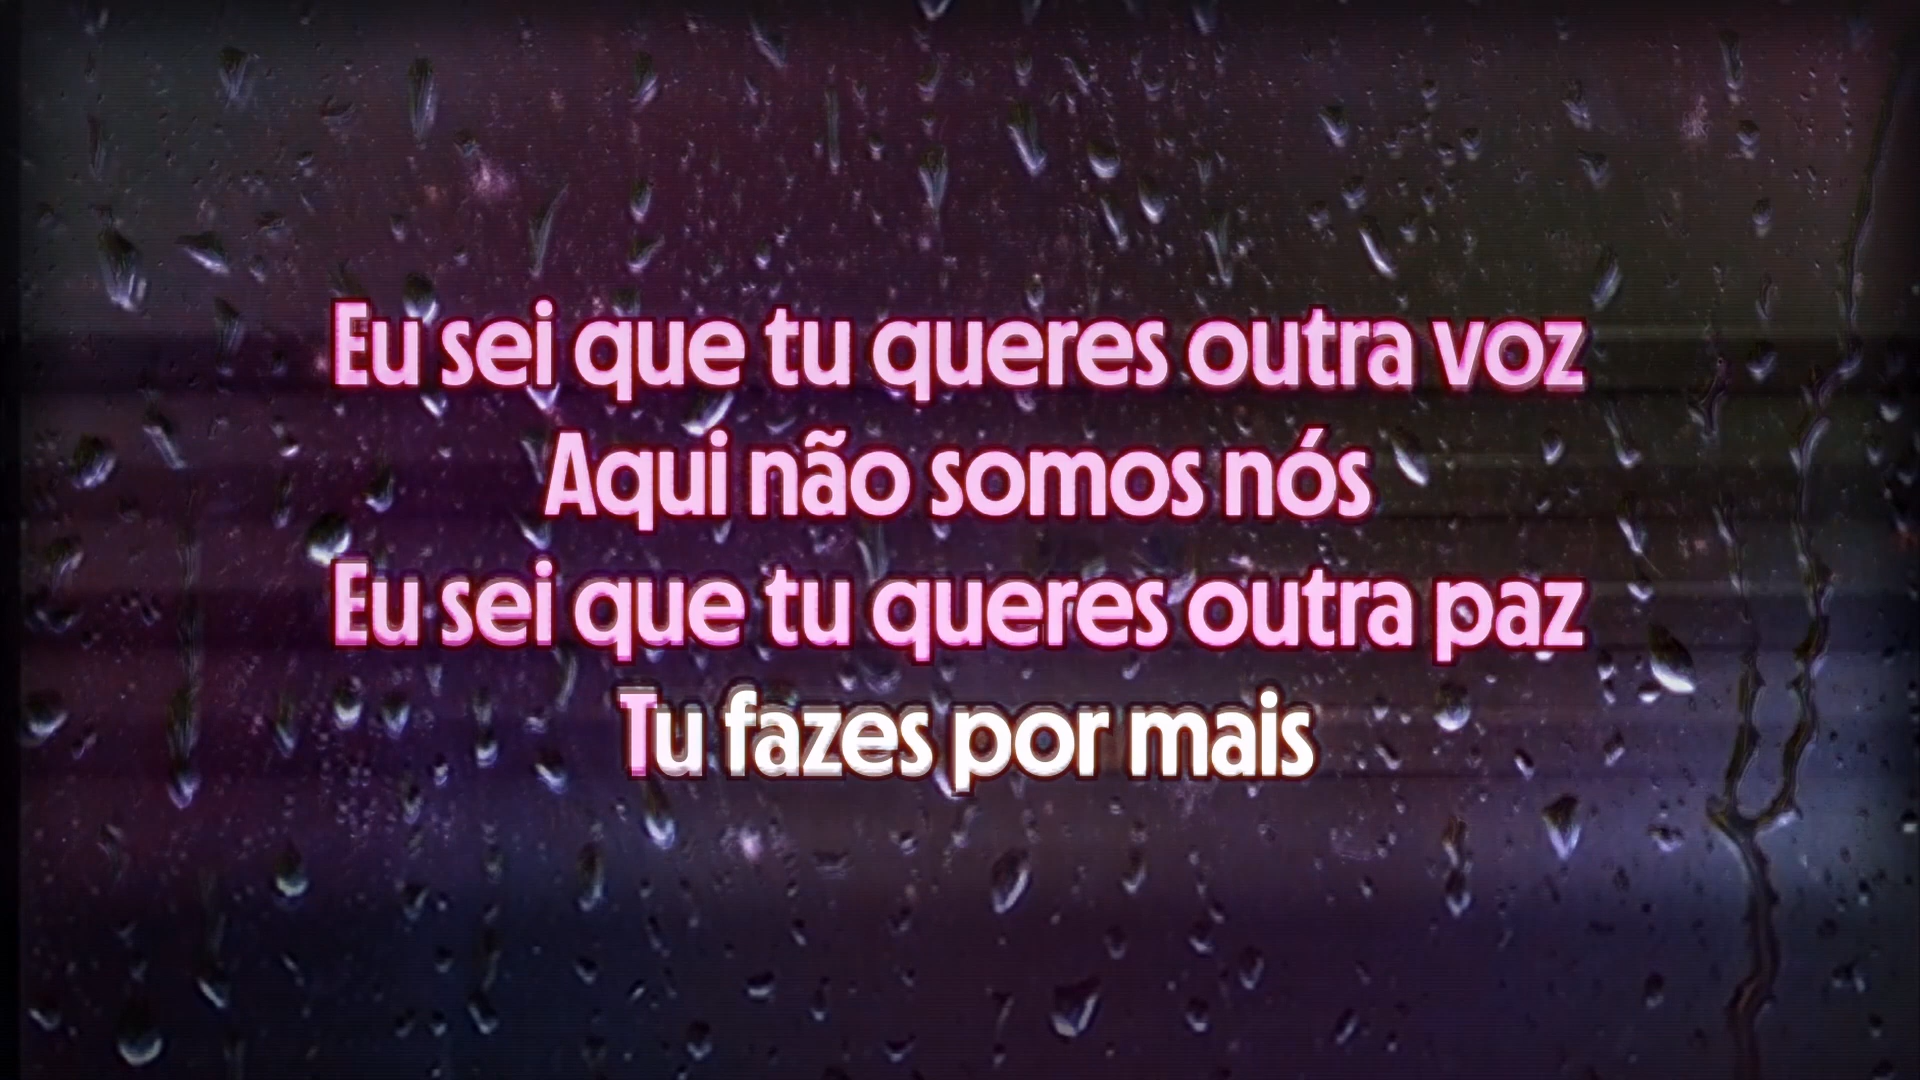 Eu sei que tu queres outra voz
Aqui não somos nós
Eu sei que tu queres outra paz
Tu fazes por mais